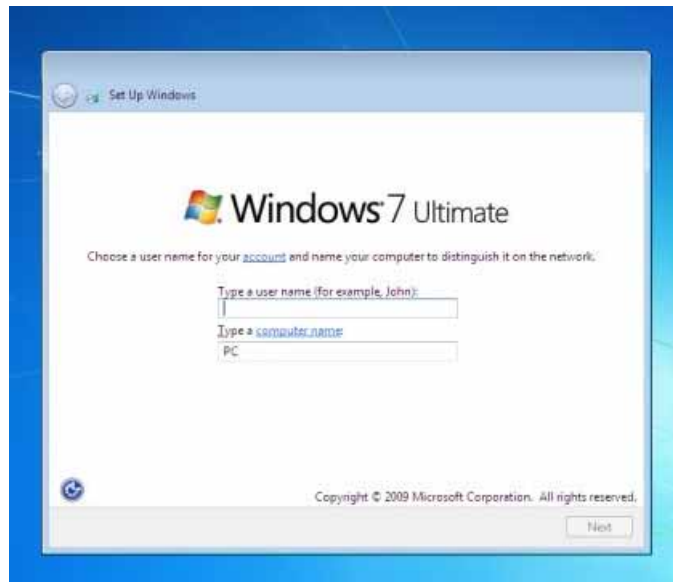 Set Up Windows
Windows® 7 Ultimate
Choose a user name for your account and name your computer to distinguish it on the network.
Type a user name (for example, John):
Type a computer name:
PC
Copyright © 2009 Microsoft Corporation. All rights reserved.
Next